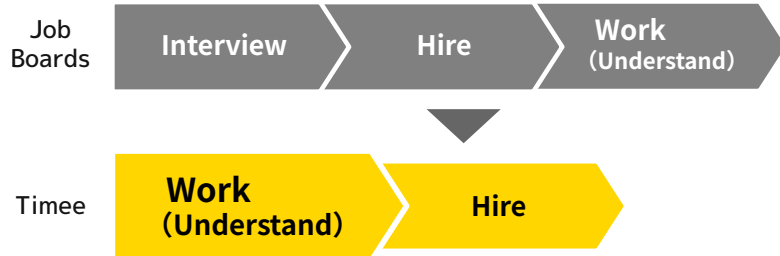 Job
Boards
Interview
Hire
Work
(Understand)
Timee
Work
(Understand)
Hire